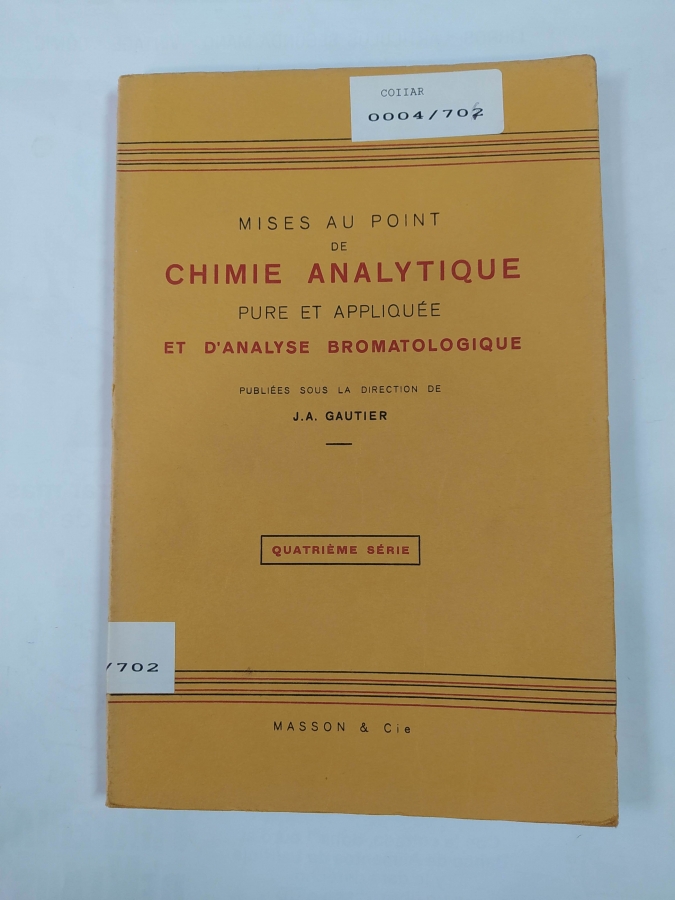 COIIAR
0004/702
MISES AU POINT
DE
CHIMIE ANALYTIQUE
PURE ET APPLIQUÉE
ET D'ANALYSE BROMATOLOGIQUE
PUBLIÉES SOUS LA DIRECTION DE
J.A. GAUTIER
QUATRIÈME SÉRIE
/702
MASSON & Cie